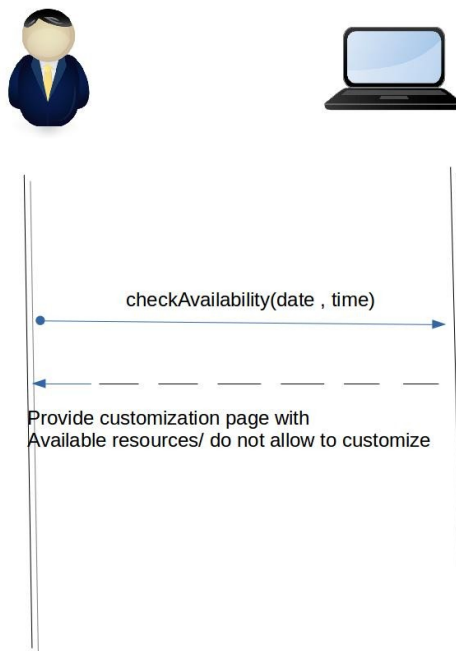 checkAvailability(date , time)
Provide customization page with
Available resources/ do not allow to customize